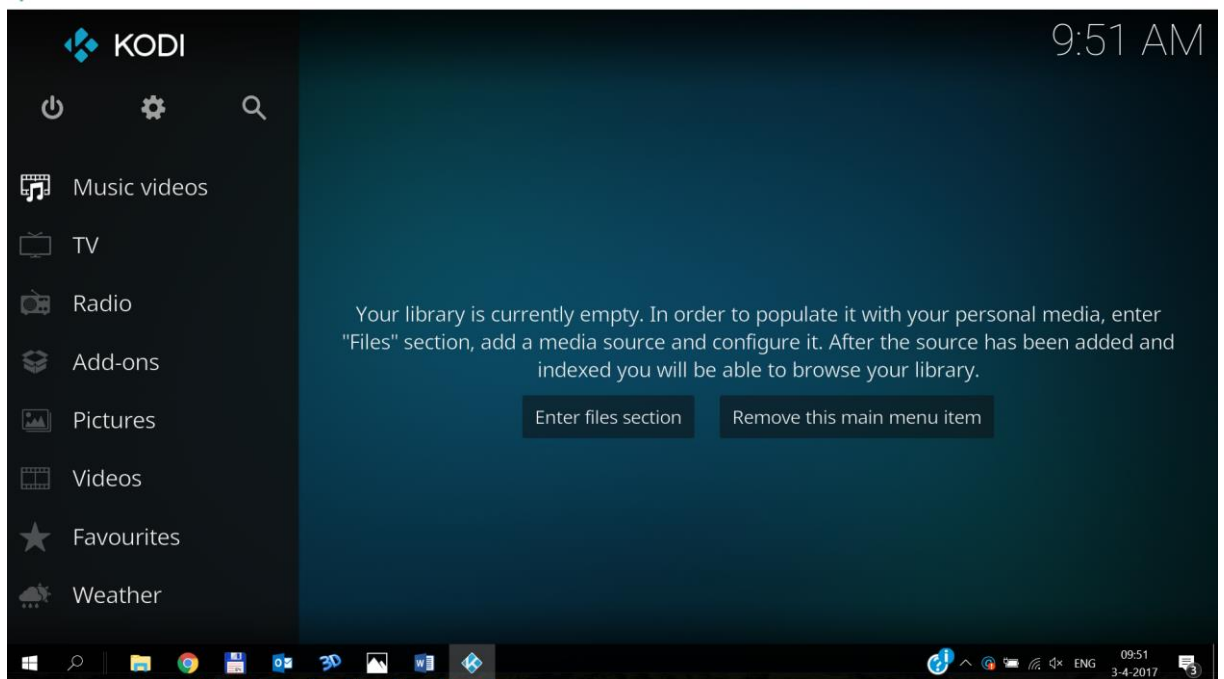 KODI
9:51 AM
Music videos
TV
Radio
Add-ons
Pictures
Videos
Favourites
Weather
Your library is currently empty. In order to populate it with your personal media, enter
"Files" section, add a media source and configure it. After the source has been added and
indexed you will be able to browse your library.
Enter files section
Remove this main menu item
3D
ENG
09:51
3-4-2017
3